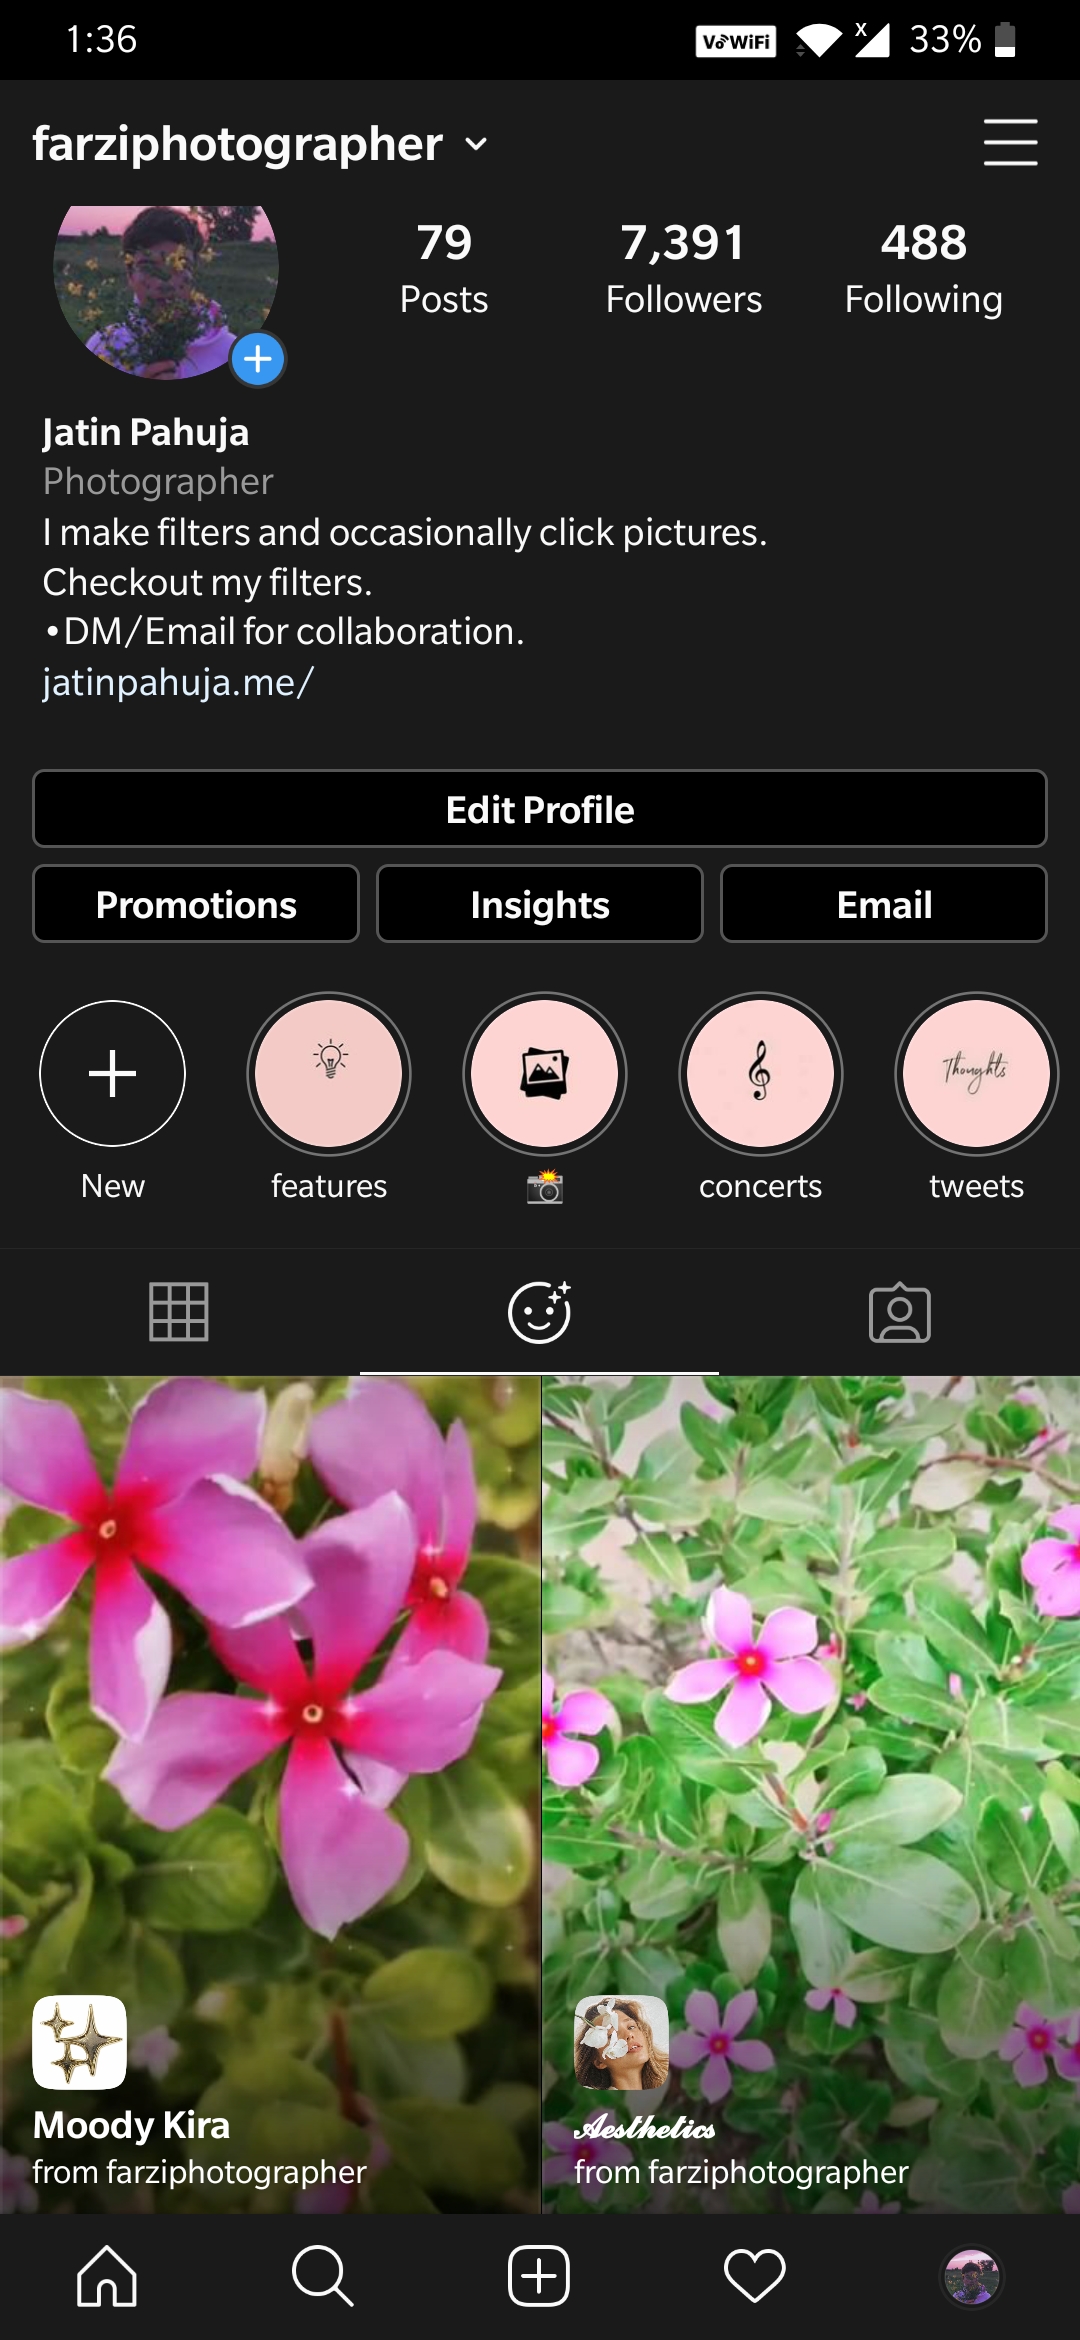 1:36
VoWiFi
X
33%
farziphotographer
79
7,391
488
Posts
Followers
Following
Jatin Pahuja
Photographer
I make filters and occasionally click pictures.
Checkout my filters.
•DM/Email for collaboration.
jatinpahuja.me/
Edit Profile
Promotions
Insights
Email
Thoughts
New
features
📸
concerts
tweets
Moody Kira
from farziphotographer
𝓐𝓮𝓼𝓽𝓱𝓮𝓽𝓲𝓬𝓼
from farziphotographer